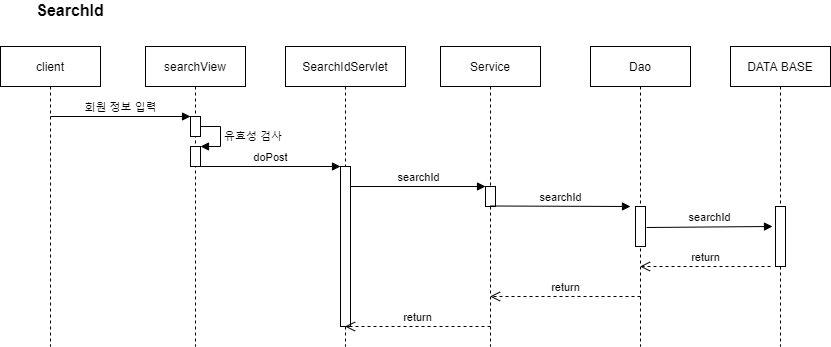 SearchId
client
searchView
SearchIdServlet
Service
Dao
DATA BASE
회원 정보 입력
유효성 검사
doPost
searchId
searchId
searchId
return
return
return